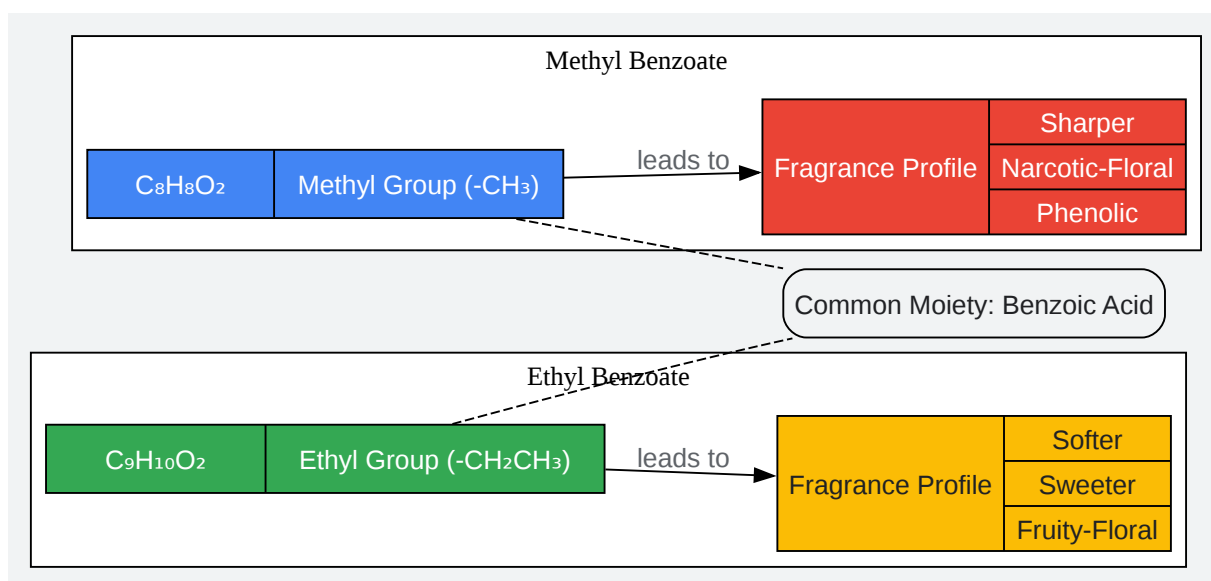 Methyl Benzoate
C₈H₈O₂
Methyl Group (-CH₃)
leads to
Fragrance Profile
Sharper
Narcotic-Floral
Phenolic
Common Moiety: Benzoic Acid
Ethyl Benzoate
C₉H₁₀O₂
Ethyl Group (-CH₂CH₃)
leads to
Fragrance Profile
Softer
Sweeter
Fruity-Floral